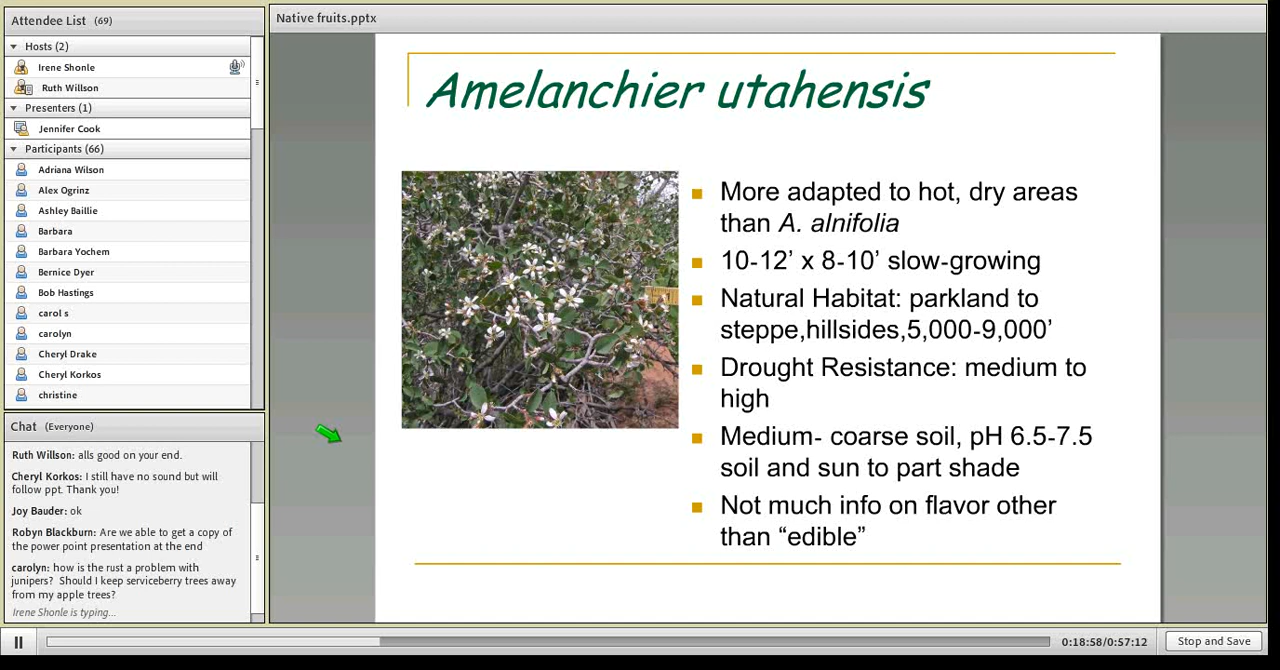 Attendee List (69)
Hosts (2)
Irene Shonle
Ruth Willson
Presenters (1)
Jennifer Cook
Participants (66)
Adriana Wilson
Alex Ogrinz
Ashley Baillie
Barbara
Barbara Yochem
Bernice Dyer
Bob Hastings
carol s
carolyn
Cheryl Drake
Cheryl Korkos
christine
Chat (Everyone)
Ruth Willson: alls good on your end.
Cheryl Korkos: I still have no sound but will
follow ppt. Thank you!
Joy Bauder: ok
Robyn Blackburn: Are we able to get a copy of
the power point presentation at the end
carolyn: how is the rust a problem with
junipers?  Should I keep serviceberry trees away
from my apple trees?
Irene Shonle is typing...
Native fruits.pptx
Amelanchier utahensis
More adapted to hot, dry areas
than A. alnifolia
10-12’ x 8-10’ slow-growing
Natural Habitat: parkland to
steppe,hillsides,5,000-9,000’
Drought Resistance: medium to
high
Medium- coarse soil, pH 6.5-7.5
soil and sun to part shade
Not much info on flavor other
than “edible”
0:18:58/0:57:12
Stop and Save